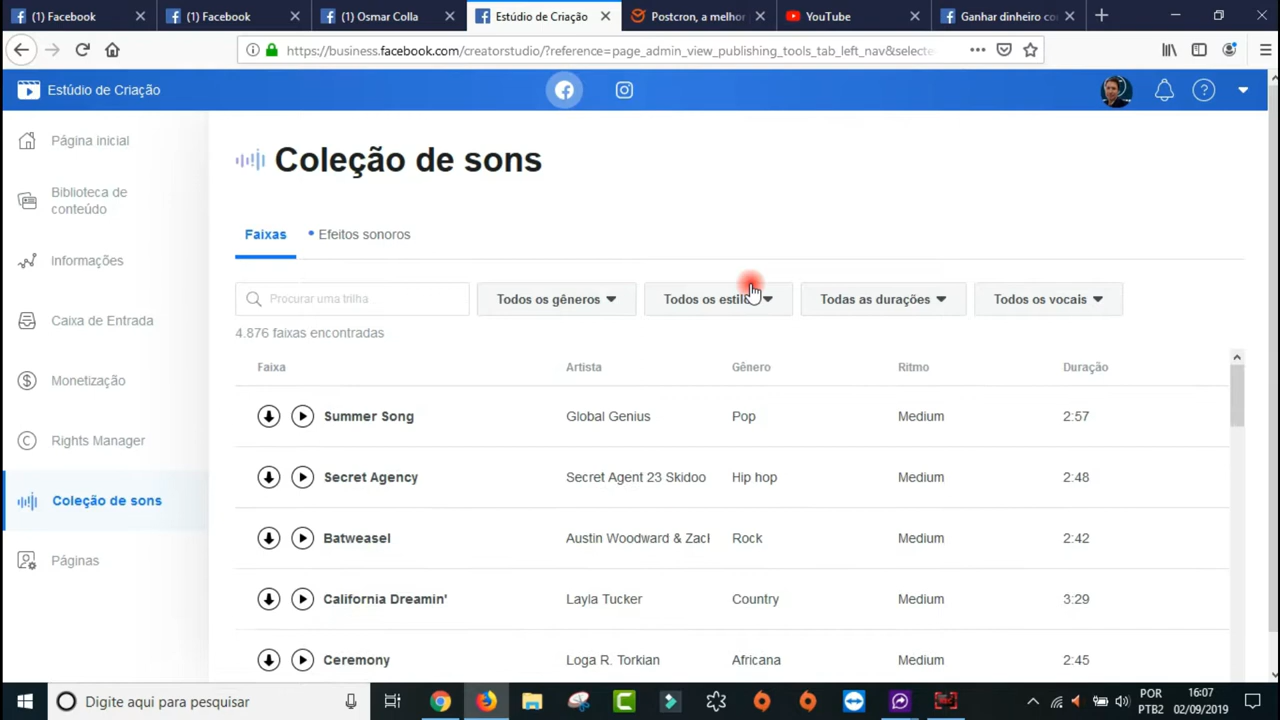 (1) Facebook
(1) Facebook
(1) Osmar Colla
Estúdio de Criação
Postcron, a melhor
YouTube
Ganhar dinheiro co
https://business.facebook.com/creatorstudio/?reference=page_admin_view_publishing_tools_tab_left_nav&selecte
Estúdio de Criação
Página inicial
Biblioteca de
conteúdo
Informações
Caixa de Entrada
Monetização
Rights Manager
Coleção de sons
Páginas
Coleção de sons
Faixas
Efeitos sonoros
Procurar uma trilha
Todos os gêneros
Todos os estilo
Todas as durações
Todos os vocais
4.876 faixas encontradas
Faixa Artista Gênero Ritmo Duração
Summer Song Global Genius Pop Medium 2:57
Secret Agency Secret Agent 23 Skidoo Hip hop Medium 2:48
Batweasel Austin Woodward & Zacl Rock Medium 2:42
California Dreamin' Layla Tucker Country Medium 3:29
Ceremony Loga R. Torkian Africana Medium 2:45
Digite aqui para pesquisar
POR
PTB2
16:07
02/09/2019